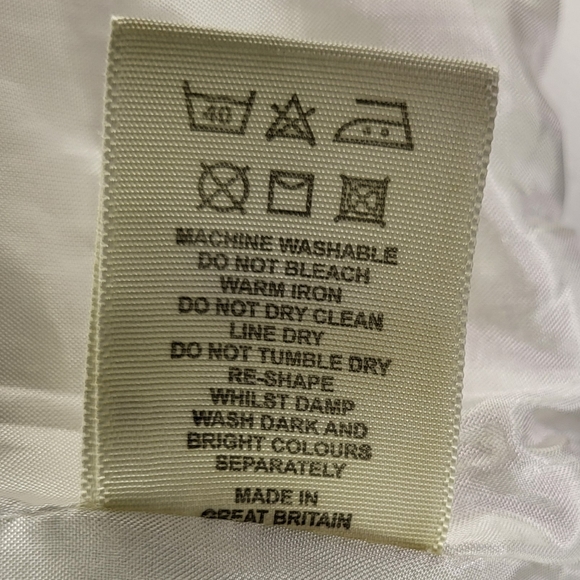 40
MACHINE WASHABLE
DO NOT BLEACH
WARM IRON
DO NOT DRY CLEAN
LINE DRY
DO NOT TUMBLE DRY
RE-SHAPE
WHILST DAMP
WASH DARK AND
BRIGHT COLOURS
SEPARATELY
MADE IN
GREAT BRITAIN